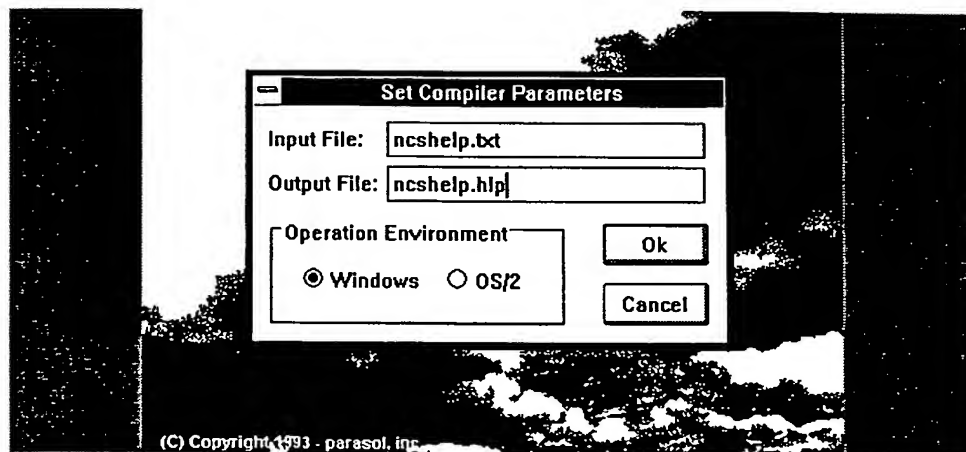 Set Compiler Parameters
Input File: ncshelp.txt
Output File: ncshelp.hlp
Operation Environment
Windows OS/2
Ok
Cancel
(C) Copyright 1993 - parasol, inc